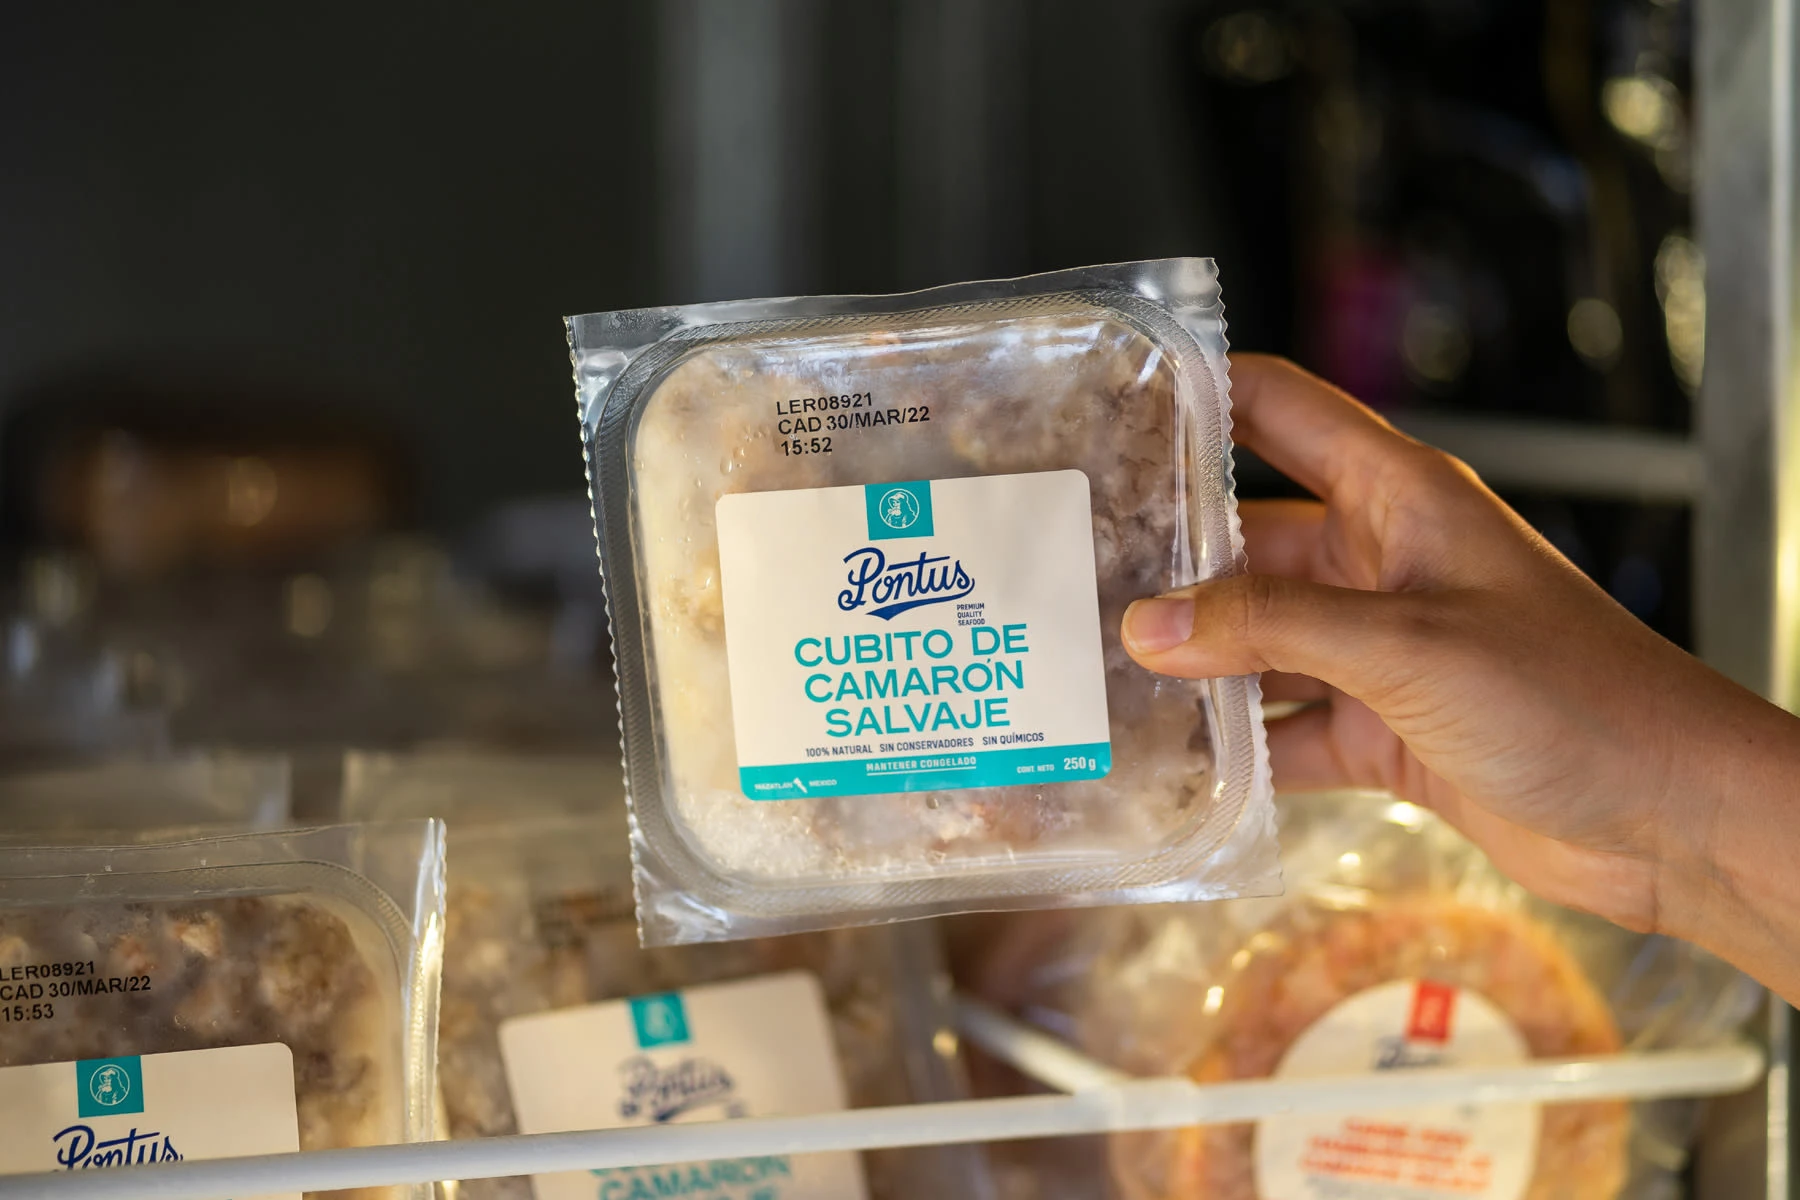 LER08921
CAD 30/MAR/22
15:52
Pontus
PREMIUM
QUALITY
SEAFOOD
CUBITO DE
CAMARÓN
SALVAJE
100% NATURAL SIN CONSERVADORES SIN QUÍMICOS
MANTENER CONGELADO
MAZATLÁN MÉXICO
CONT. NETO 250 g
LER08921
CAD 30/MAR/22
15:53
Pontus
Pontus
CAMARÓN